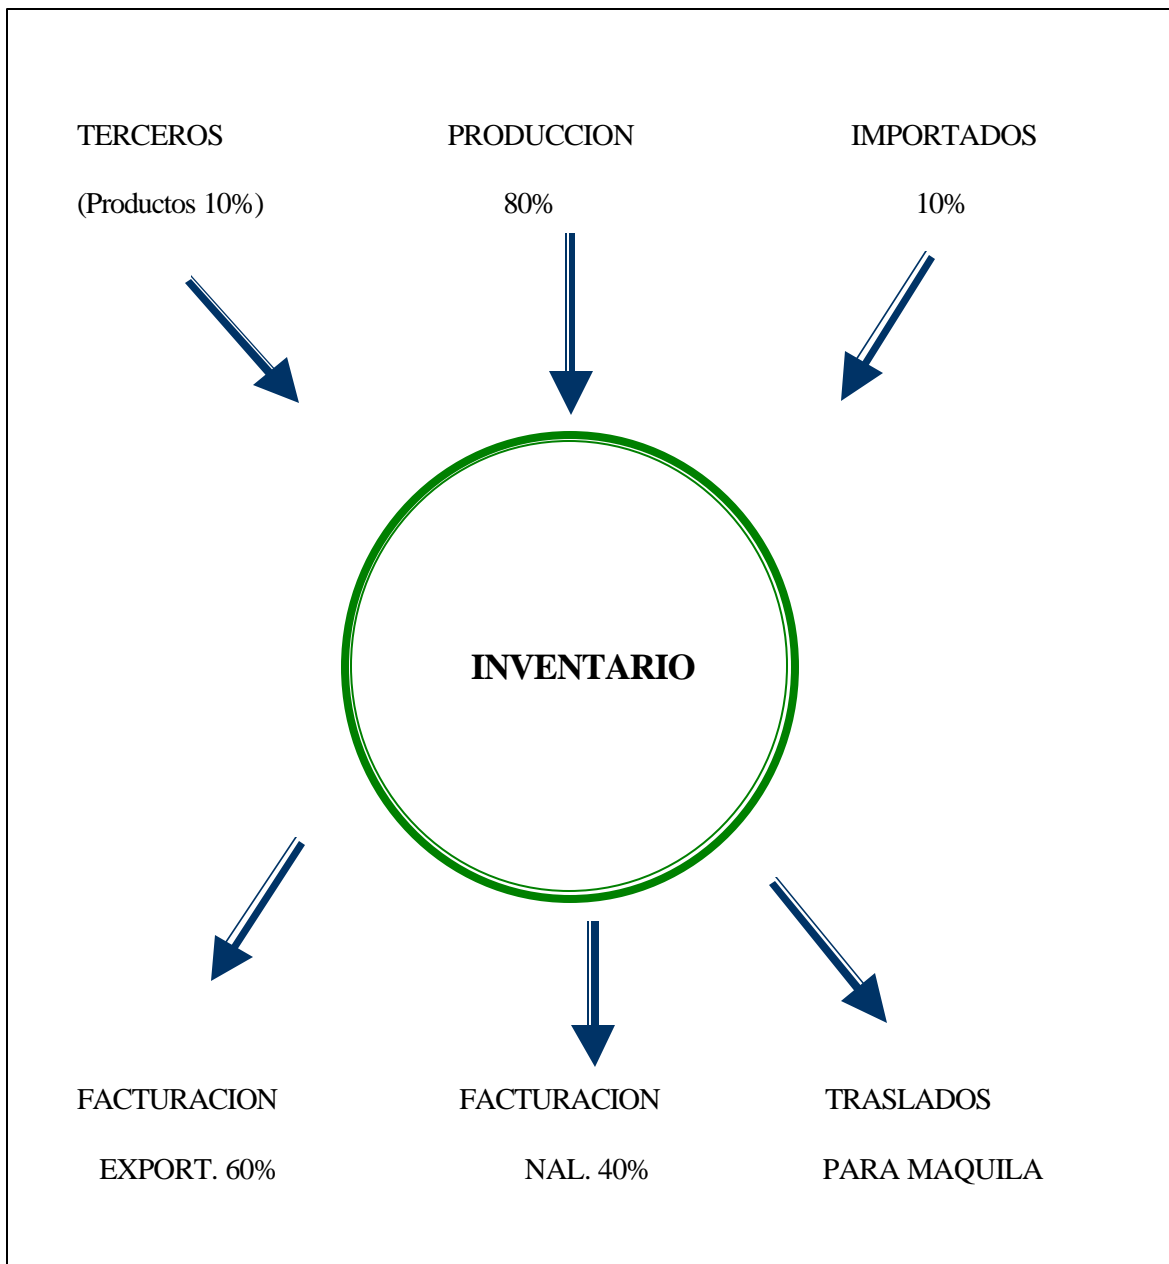 TERCEROS PRODUCCION IMPORTADOS
(Productos 10%) 80% 10%
INVENTARIO
FACTURACION FACTURACION TRASLADOS
EXPORT. 60% NAL. 40% PARA MAQUILA